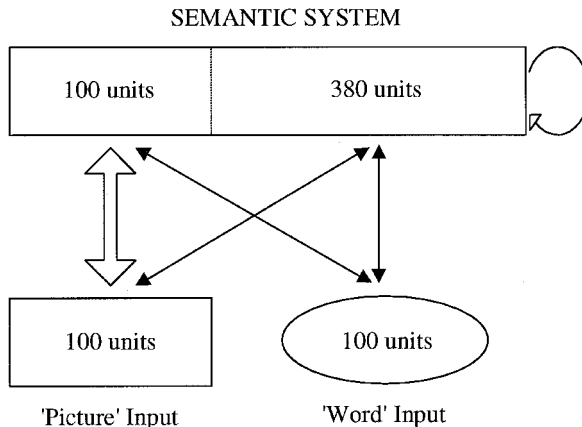 SEMANTIC SYSTEM
100 units
380 units
100 units
100 units
'Picture' Input
'Word' Input